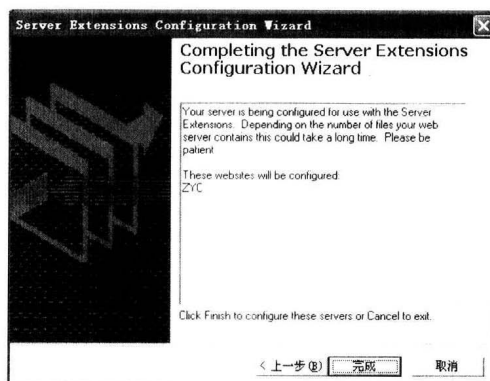 Server Extensions Configuration Wizard
Completing the Server Extensions
Configuration Wizard
Your server is being configured for use with the Server
Extensions. Depending on the number of files your web
server contains this could take a long time. Please be
patient
These websites will be configured:
ZYC
Click Finish to configure these servers or Cancel to exit.
< 上一步(B)
完成
取消